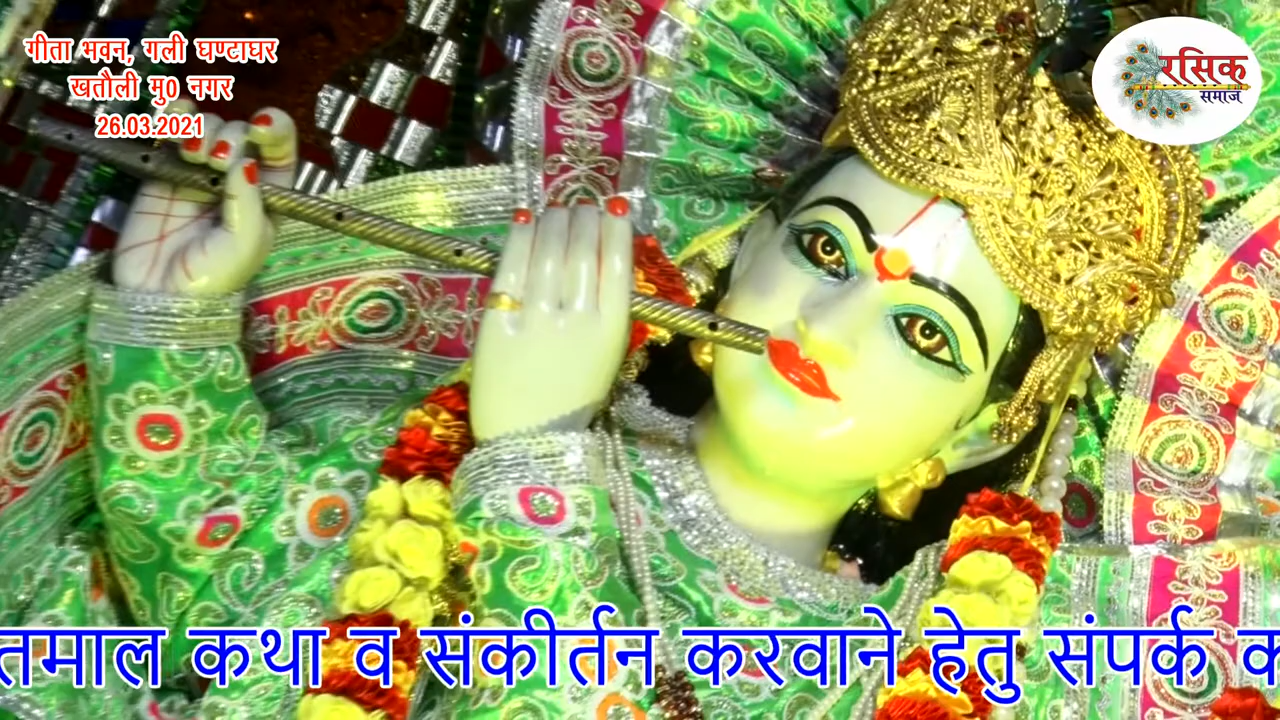 गीता भवन, गली घण्टाघर
खतौली मु0 नगर
26.03.2021
रसिक
समाज
तमाल कथा व संकीर्तन करवाने हेतु संपर्क क